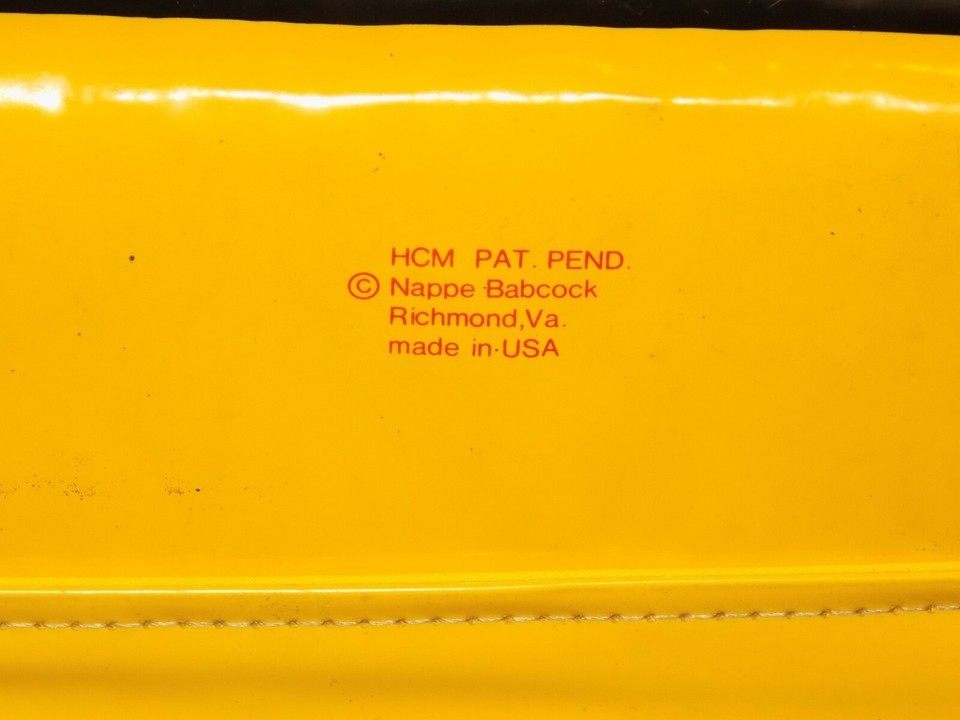 HCM PAT. PEND.
© Nappe Babcock
Richmond,Va.
made in USA